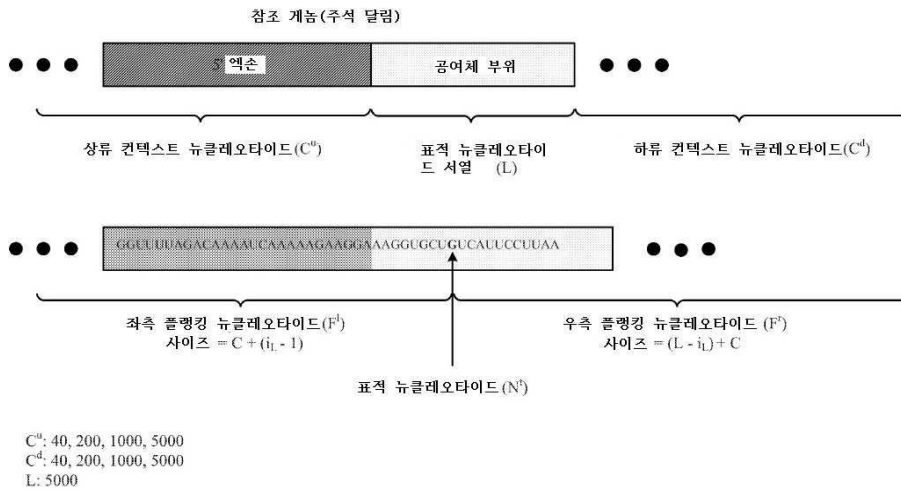 참조 게놈(주석 달림)
5' 엑손
공여체 부위
상류 컨텍스트 뉴클레오타이드(Cᵘ)
표적 뉴클레오타이
드 서열 (L)
하류 컨텍스트 뉴클레오타이드(Cᵈ)
GGUUUUAGACAAAAUCAAAAAGAAGGAAAGGUGCUGUCAUUCCUUAA
좌측 플랭킹 뉴클레오타이드(Fˡ)
사이즈 = C + (i_L - 1)
우측 플랭킹 뉴클레오타이드 (Fʳ)
사이즈 = (L - i_L) + C
표적 뉴클레오타이드(Nᵗ)
Cᵘ: 40, 200, 1000, 5000
Cᵈ: 40, 200, 1000, 5000
L: 5000